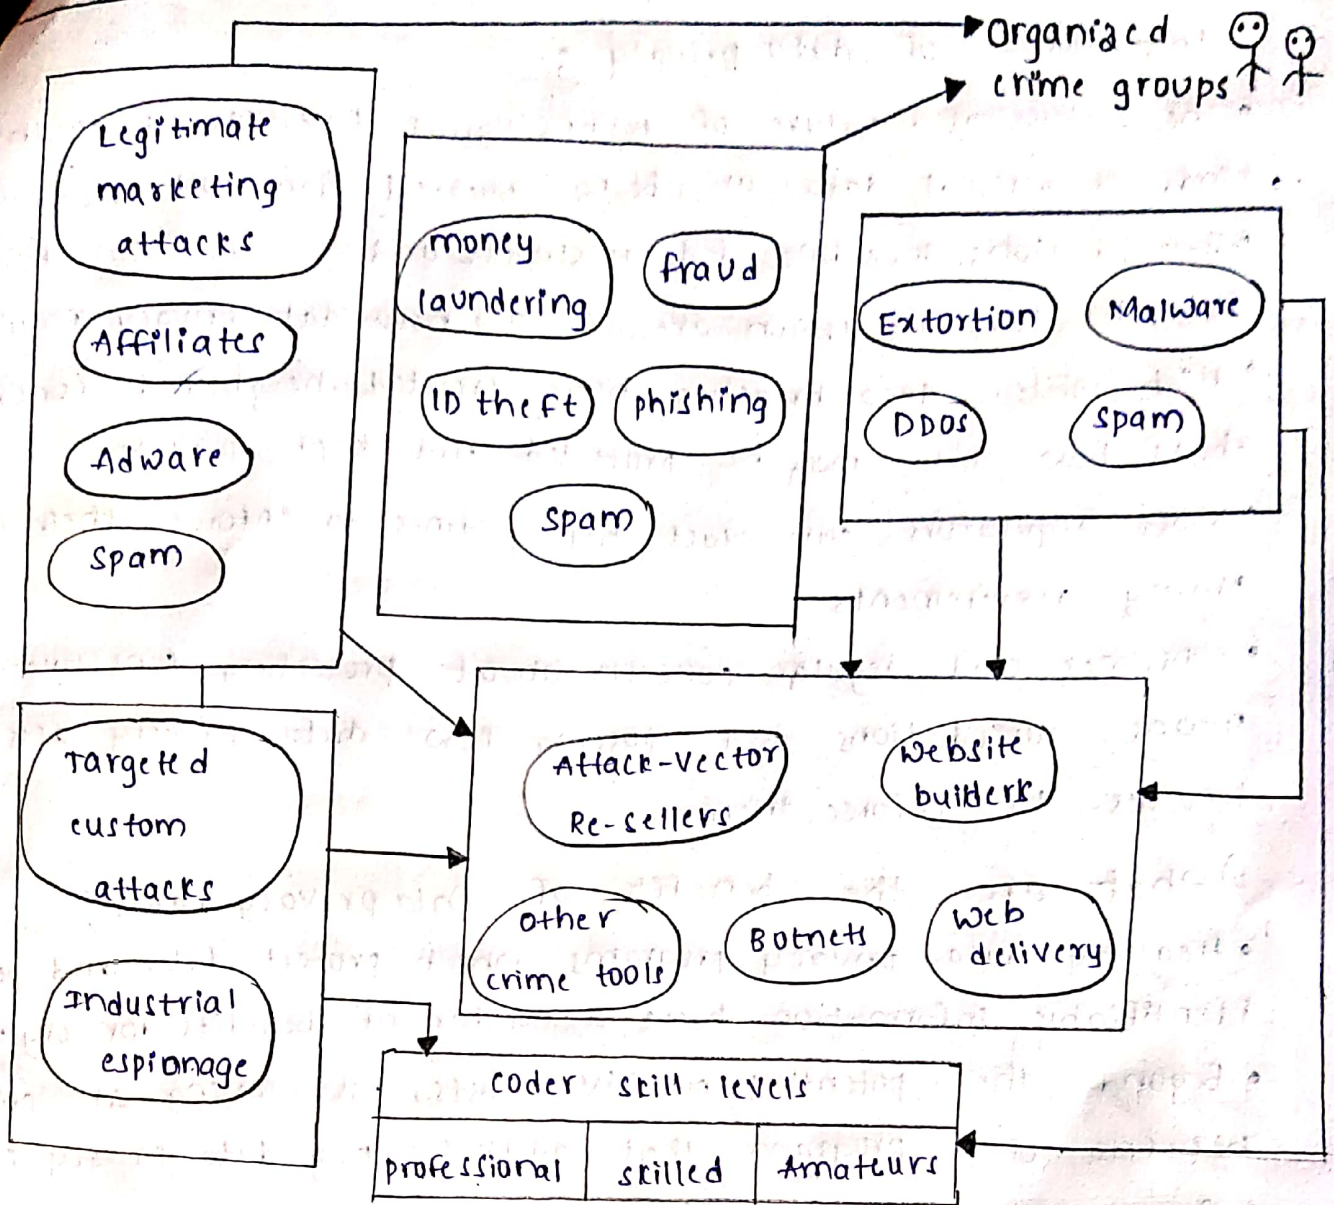 Organized
crime groups
Legitimate
marketing
attacks
Affiliates
Adware
Spam
money
laundering
fraud
ID theft
phishing
spam
Extortion
Malware
DDOS
spam
Targeted
custom
attacks
Industrial
espionage
Attack-Vector
Re-sellers
Website
builders
other
crime tools
Botnets
Web
delivery
coder skill levels
professional
skilled
Amateurs